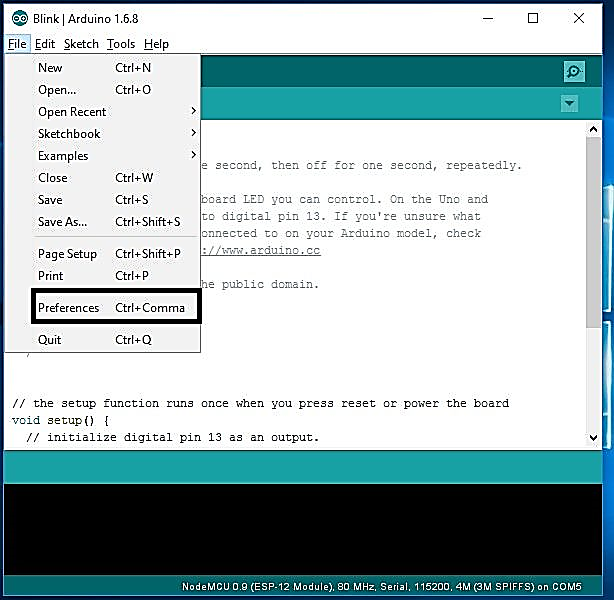 Blink | Arduino 1.6.8
File Edit Sketch Tools Help
New Ctrl+N
Open... Ctrl+O
Open Recent
Sketchbook
Examples
Close Ctrl+W
Save Ctrl+S
Save As... Ctrl+Shift+S
Page Setup Ctrl+Shift+P
Print Ctrl+P
Preferences Ctrl+Comma
Quit Ctrl+Q
e second, then off for one second, repeatedly.
board LED you can control. On the Uno and
to digital pin 13. If you're unsure what
onnected to on your Arduino model, check
://www.arduino.cc
he public domain.
// the setup function runs once when you press reset or power the board
void setup() {
// initialize digital pin 13 as an output.
NodeMCU 0.9 (ESP-12 Module), 80 MHz, Serial, 115200, 4M (3M SPIFFS) on COM5